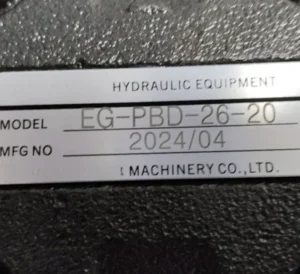 HYDRAULIC EQUIPMENT
MODEL EG-PBD-26-20
MFG NO 2024/04
MACHINERY CO.,LTD.